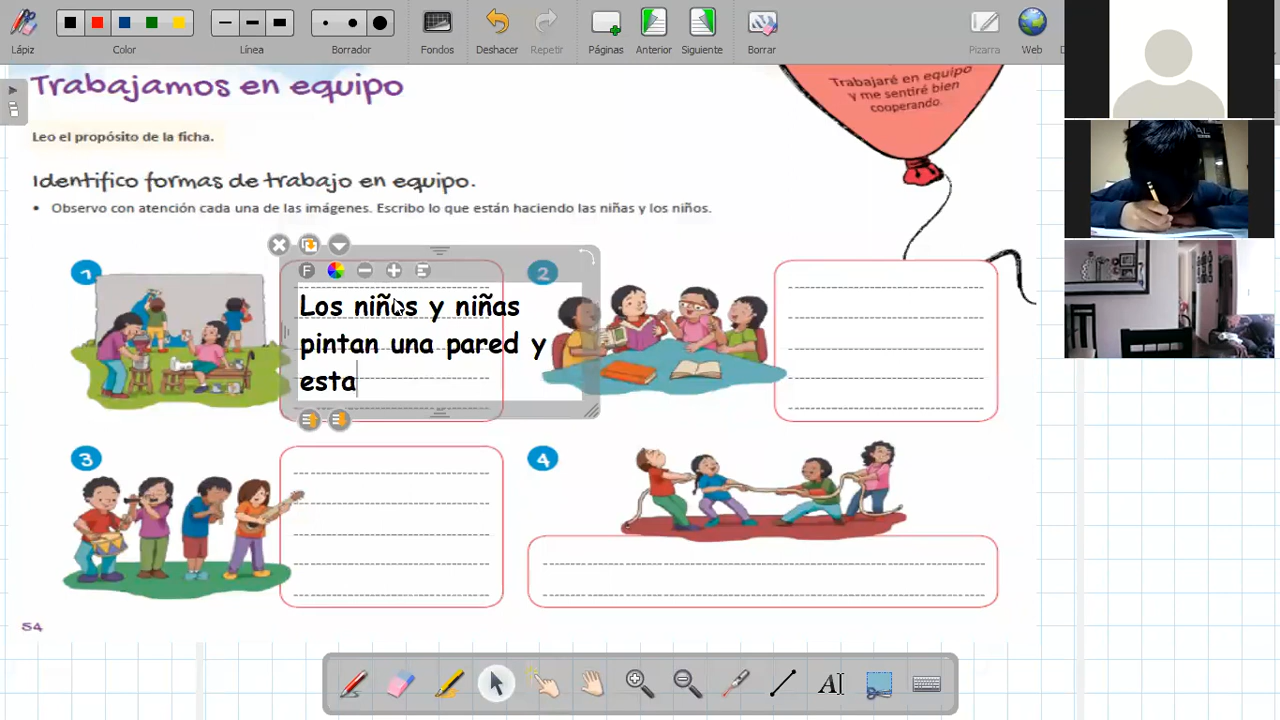 Lápiz
Color
Línea
Borrador
Fondos
Deshacer
Repetir
Páginas
Anterior
Siguiente
Borrar
Pizarra
Web
Trabajamos en equipo
Trabajaré en equipo
y me sentiré bien
cooperando.
Leo el propósito de la ficha.
Identifico formas de trabajo en equipo.
• Observo con atención cada una de las imágenes. Escribo lo que están haciendo las niñas y los niños.
1
Los niños y niñas
pintan una pared y
esta
2
3
4
54